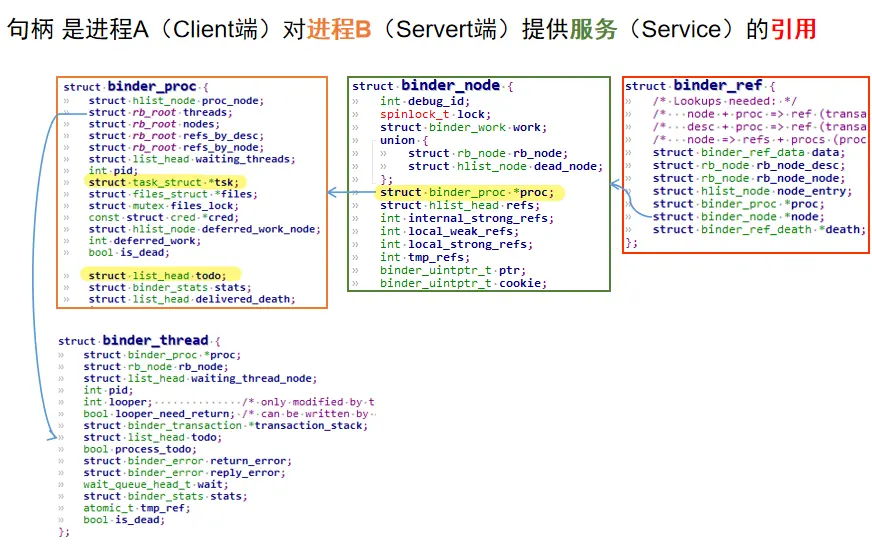 句柄 是进程A（Client端）对进程B（Servert端）提供服务（Service）的引用
struct binder_proc {
struct hlist_node proc_node;
struct rb_root threads;
struct rb_root nodes;
struct rb_root refs_by_desc;
struct rb_root refs_by_node;
struct list_head waiting_threads;
int pid;
struct task_struct *tsk;
struct files_struct *files;
struct mutex files_lock;
const struct cred *cred;
struct hlist_node deferred_work_node;
int deferred_work;
bool is_dead;
struct list_head todo;
struct binder_stats stats;
struct list_head delivered_death;
struct binder_node {
int debug_id;
spinlock_t lock;
struct binder_work work;
union {
struct rb_node rb_node;
struct hlist_node dead_node;
};
struct binder_proc *proc;
struct hlist_head refs;
int internal_strong_refs;
int local_weak_refs;
int local_strong_refs;
int tmp_refs;
binder_uintptr_t ptr;
binder_uintptr_t cookie;
struct binder_ref {
/* Lookups needed: */
/* node + proc => ref (transa
/* desc + proc => ref (transa
/* node => refs + procs (proc
struct binder_ref_data data;
struct rb_node rb_node_desc;
struct rb_node rb_node_node;
struct hlist_node node_entry;
struct binder_proc *proc;
struct binder_node *node;
struct binder_ref_death *death;
};
struct binder_thread {
struct binder_proc *proc;
struct rb_node rb_node;
struct list_head waiting_thread_node;
int pid;
int looper; /* only modified by t
bool looper_need_return; /* can be written by
struct binder_transaction *transaction_stack;
struct list_head todo;
bool process_todo;
struct binder_error return_error;
struct binder_error reply_error;
wait_queue_head_t wait;
struct binder_stats stats;
atomic_t tmp_ref;
bool is_dead;
};